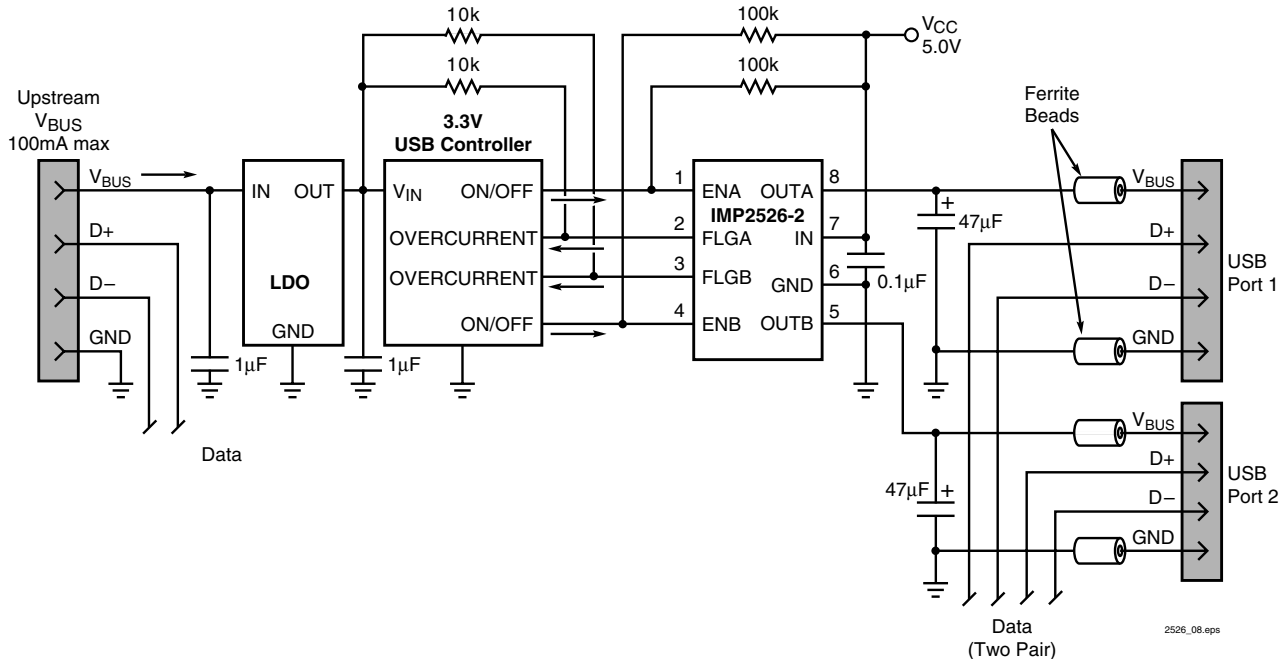 10k
100k
VCC
5.0V
10k
100k
Upstream
VBUS
100mA max
3.3V
USB Controller
Ferrite
Beads
VBUS
IN OUT
VIN ON/OFF
1 ENA OUTA 8
VBUS
IMP2526-2
+
47µF
D+
OVERCURRENT
2 FLGA IN 7
D+
USB
Port 1
D–
LDO
OVERCURRENT
3 FLGB GND 6
0.1µF
D–
GND
GND
ON/OFF
4 ENB OUTB 5
GND
1µF
1µF
VBUS
Data
D+
USB
Port 2
47µF +
D–
GND
Data
(Two Pair)
2526_08.eps